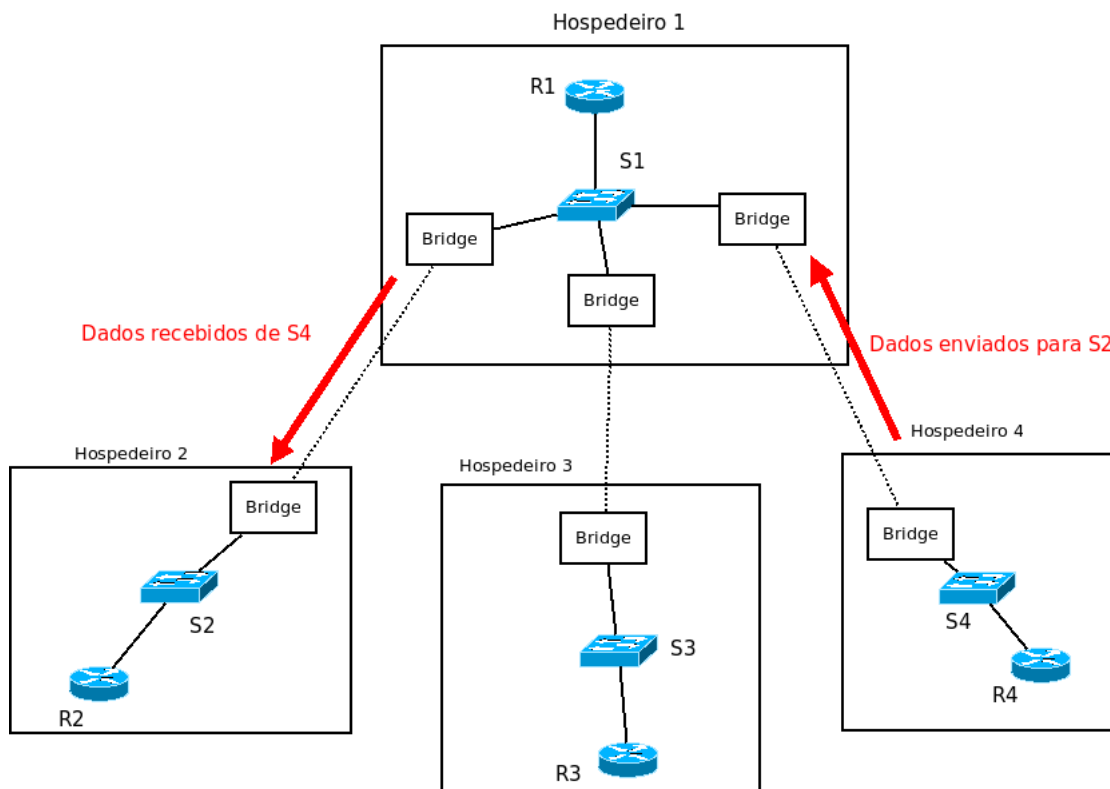 Hospedeiro 1
R1
S1
Bridge
Bridge
Bridge
Dados recebidos de S4
Dados enviados para S2
Hospedeiro 2
Bridge
S2
R2
Hospedeiro 3
Bridge
S3
R3
Hospedeiro 4
Bridge
S4
R4